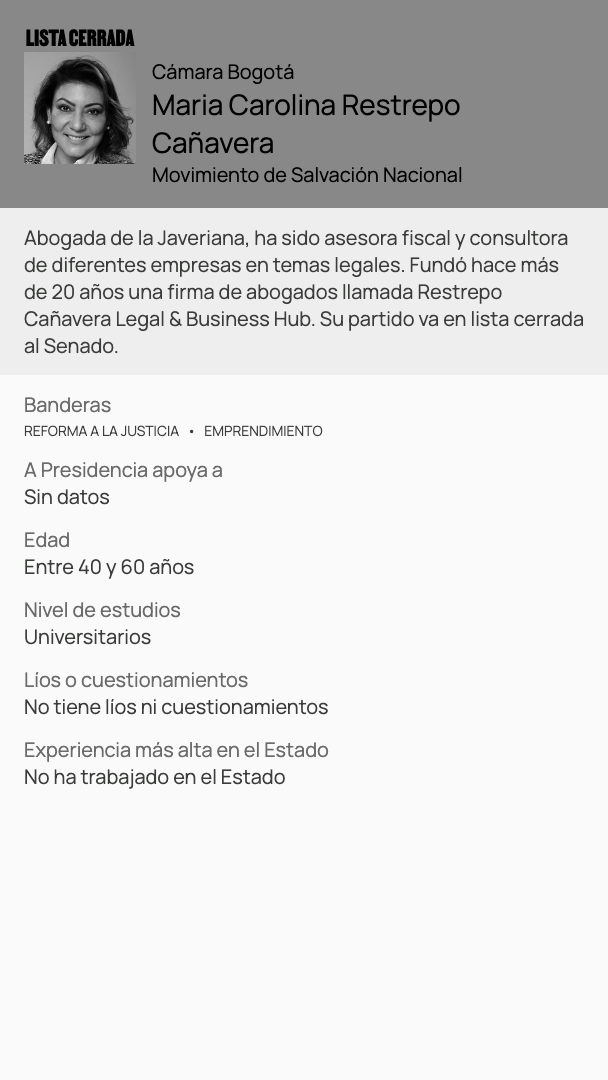 LISTA CERRADA
Cámara Bogotá
Maria Carolina Restrepo
Cañavera
Movimiento de Salvación Nacional
Abogada de la Javeriana, ha sido asesora fiscal y consultora
de diferentes empresas en temas legales. Fundó hace más
de 20 años una firma de abogados llamada Restrepo
Cañavera Legal & Business Hub. Su partido va en lista cerrada
al Senado.
Banderas
REFORMA A LA JUSTICIA • EMPRENDIMIENTO
A Presidencia apoya a
Sin datos
Edad
Entre 40 y 60 años
Nivel de estudios
Universitarios
Líos o cuestionamientos
No tiene líos ni cuestionamientos
Experiencia más alta en el Estado
No ha trabajado en el Estado